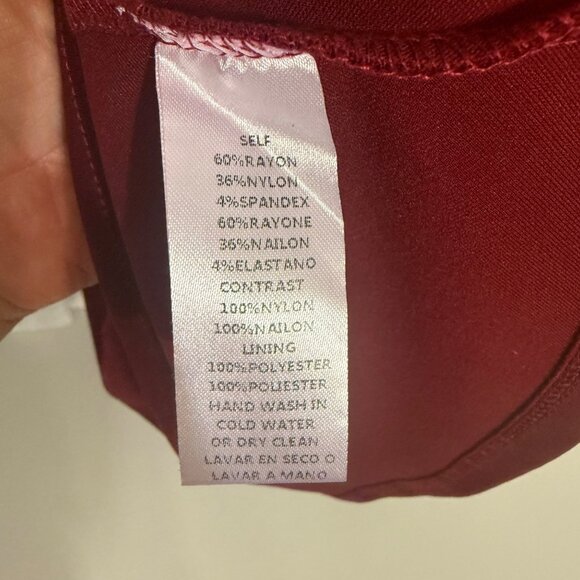 SELF
60%RAYON
36%NYLON
4%SPANDEX
60%RAYONE
36%NAILON
4%ELASTANO
CONTRAST
100%NYLON
100%NAILON
LINING
100%POLYESTER
100%POLIESTER
HAND WASH IN
COLD WATER
OR DRY CLEAN
LAVAR EN SECO O
LAVAR A MANO